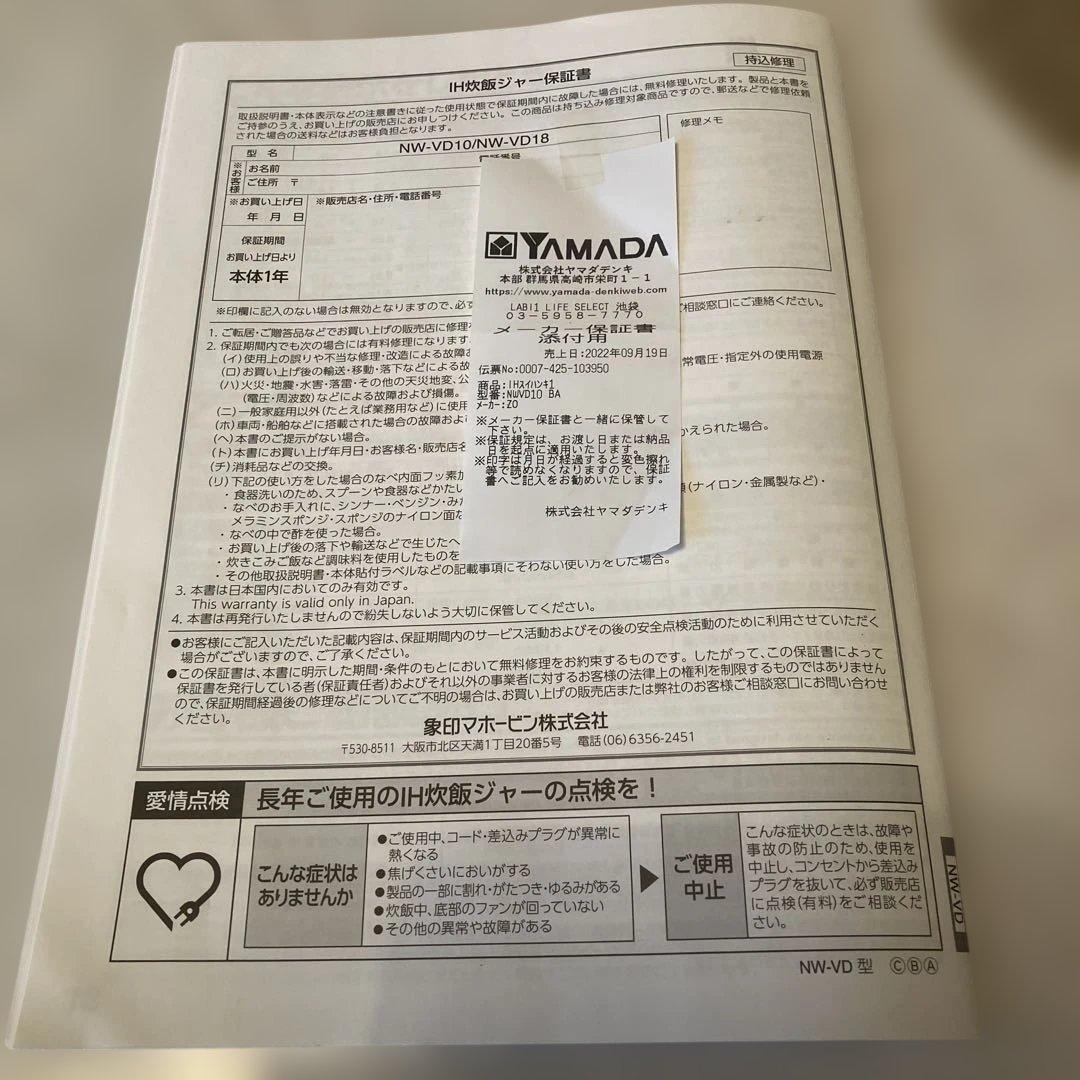 IH炊飯ジャー保証書
持込修理
取扱説明書・本体表示などの注意書きに従った使用状態で保証期間内に故障した場合には、無料修理いたします。製品と本書を
ご持参のうえ、お買い上げの販売店にお申しつけください。この商品は持ち込み修理対象商品ですので、郵送などで修理依頼
された場合の送料などはお客様負担となります。
型 名
NW-VD10/NW-VD18
修理メモ
※お客様
お名前
ご住所 〒
※お買い上げ日
年 月 日
※販売店名・住所・電話番号
保証期間
お買い上げ日より
本体1年
YAMADA
株式会社ヤマダデンキ
本部 群馬県高崎市栄町1-1
https://www.yamada-denkiweb.com
LABI1 LIFE SELECT 池袋
03-5958-7770
メーカー保証書
添付用
売上日:2022年09月19日
伝票No:0007-425-103950
商品:IHスイハンキ1
型番:NWVD10 BA
メーカー:ZO
※メーカー保証書と一緒に保管して
下さい。
※保証規定は、お渡し日または納品
日を起点に適用いたします。
※印字は月日が経過すると変色擦れ
等で読めなくなりますので、保証
書へご記入をお勧めいたします。
株式会社ヤマダデンキ
※印欄に記入のない場合は無効となりますので、必ず
相談窓口にご連絡ください。
1. ご転居・ご贈答品などでお買い上げの販売店に修理
2. 保証期間内でも次の場合には有料修理になります
(イ)使用上の誤りや不当な修理・改造による故障お
(ロ)お買い上げ後の輸送・移動・落下などによる故
(ハ)火災・地震・水害・落雷・その他の天災地変、公
常電圧・指定外の使用電源
(電圧・周波数)などによる故障および損傷。
(ニ)一般家庭用以外(たとえば業務用など)に使用
(ホ)車両・船舶などに搭載された場合の故障およ
(ヘ)本書のご提示がない場合。
(ト)本書にお買い上げ年月日・お客様名・販売店名
かえられた場合。
(チ)消耗品などの交換。
(リ)下記の使い方をした場合のなべ内面フッ素加
・食器洗いのため、スプーンや食器などかたい
・なべのお手入れに、シンナー・ベンジン・みが
(ナイロン・金属製など)・
メラミンスポンジ・スポンジのナイロン面な
・なべの中で酢を使った場合。
・お買い上げ後の落下や輸送などで生じたへ
・炊きこみご飯など調味料を使用したものを
・その他取扱説明書・本体貼付ラベルなどの記載事項にそわない使い方をした場合。
3. 本書は日本国内においてのみ有効です。
This warranty is valid only in Japan.
4. 本書は再発行いたしませんので紛失しないよう大切に保管してください。
●お客様にご記入いただいた記載内容は、保証期間内のサービス活動およびその後の安全点検活動のために利用させていただく
場合がございますので、ご了承ください。
●この保証書は、本書に明示した期間・条件のもとにおいて無料修理をお約束するものです。したがって、この保証書によって
保証書を発行している者(保証責任者)およびそれ以外の事業者に対するお客様の法律上の権利を制限するものではありません
ので、保証期間経過後の修理などについてご不明の場合は、お買い上げの販売店または弊社のお客様ご相談窓口にお問い合わせ
ください。
象印マホービン株式会社
〒530-8511 大阪市北区天満1丁目20番5号 電話(06)6356-2451
愛情点検
長年ご使用のIH炊飯ジャーの点検を!
こんな症状は
ありませんか
●ご使用中、コード・差込みプラグが異常に
熱くなる
●焦げくさいにおいがする
●製品の一部に割れ・がたつき・ゆるみがある
●炊飯中、底部のファンが回っていない
●その他の異常や故障がある
ご使用
中止
こんな症状のときは、故障や
事故の防止のため、使用を
中止し、コンセントから差込み
プラグを抜いて、必ず販売店
に点検(有料)をご相談くだ
さい。
NW-VD
NW-VD 型 ⒸⒷⒶ